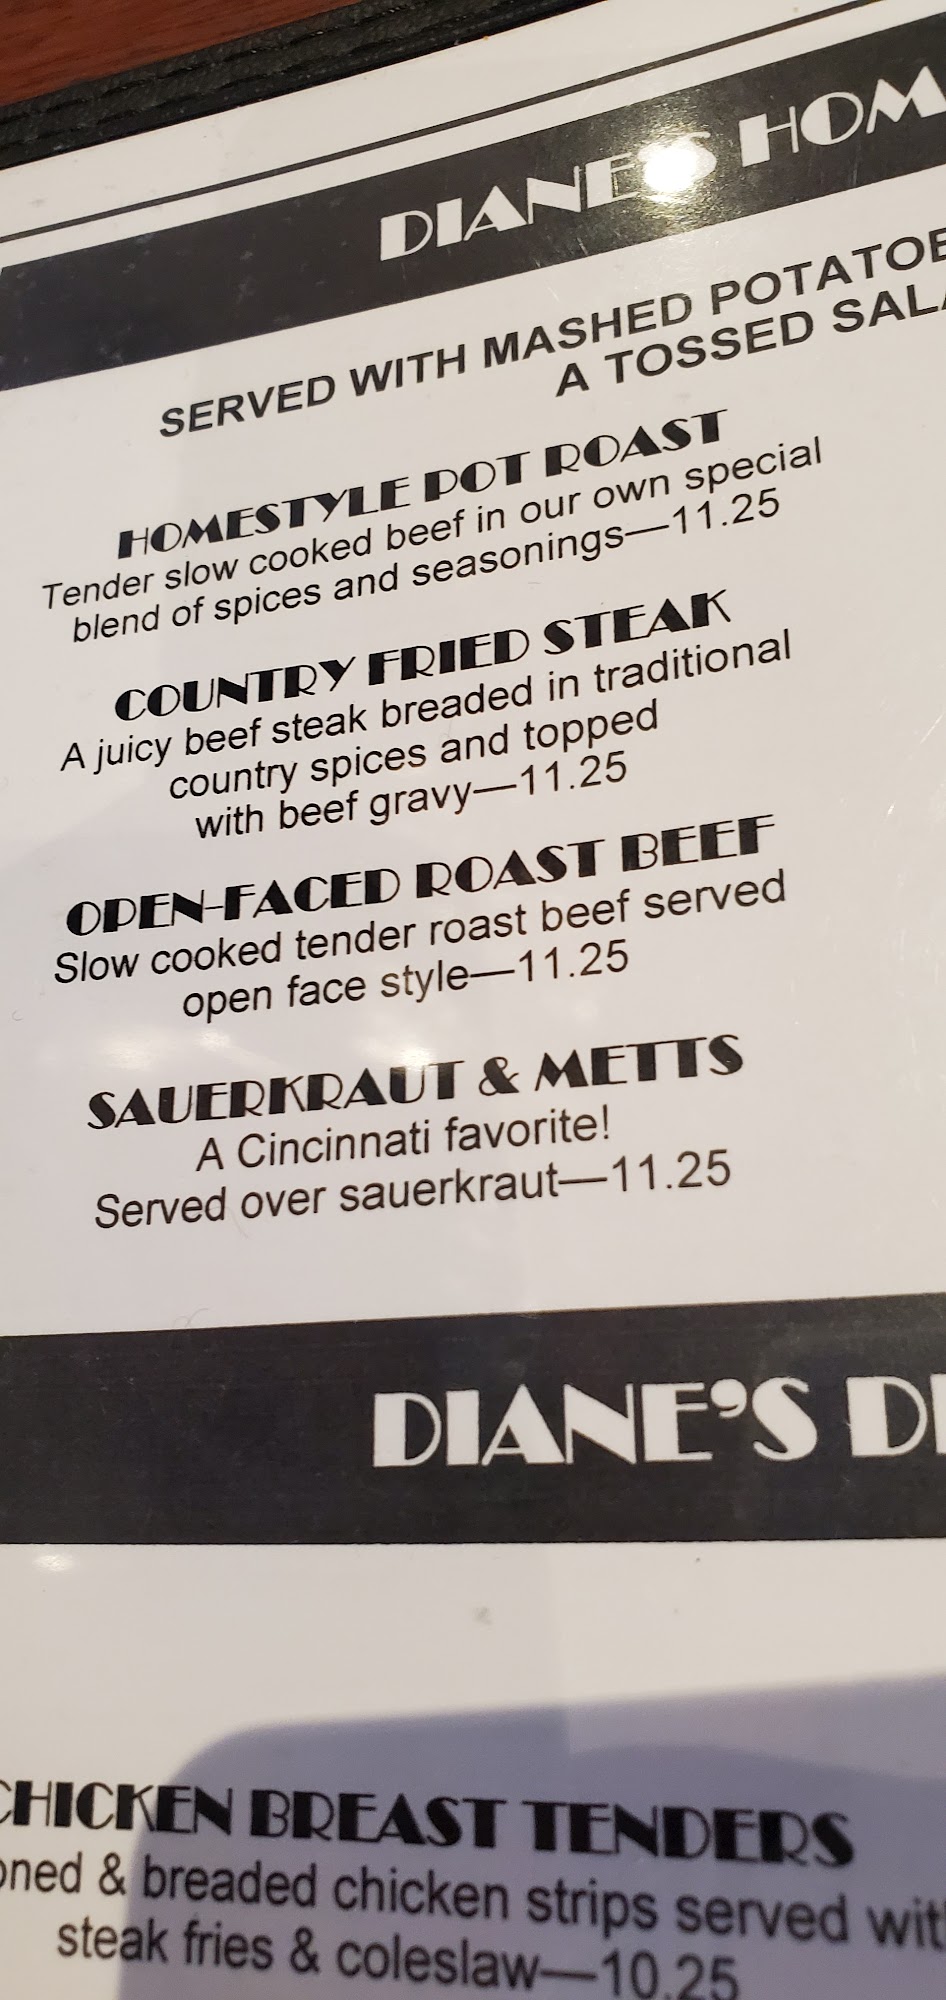 DIANE'S HOM
SERVED WITH MASHED POTATOE
A TOSSED SALA
HOMESTYLE POT ROAST
Tender slow cooked beef in our own special
blend of spices and seasonings—11.25
COUNTRY FRIED STEAK
A juicy beef steak breaded in traditional
country spices and topped
with beef gravy—11.25
OPEN-FACED ROAST BEEF
Slow cooked tender roast beef served
open face style—11.25
SAUERKRAUT & METTS
A Cincinnati favorite!
Served over sauerkraut—11.25
DIANE'S DI
CHICKEN BREAST TENDERS
oned & breaded chicken strips served with
steak fries & coleslaw—10.25